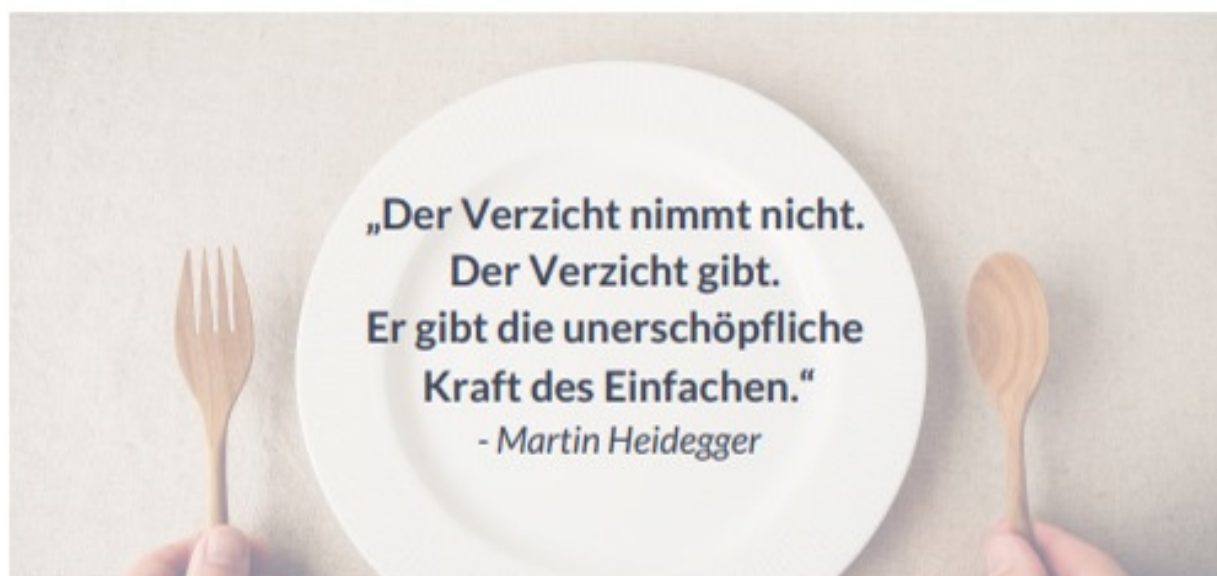 „Der Verzicht nimmt nicht.
Der Verzicht gibt.
Er gibt die unerschöpfliche
Kraft des Einfachen.“
- Martin Heidegger